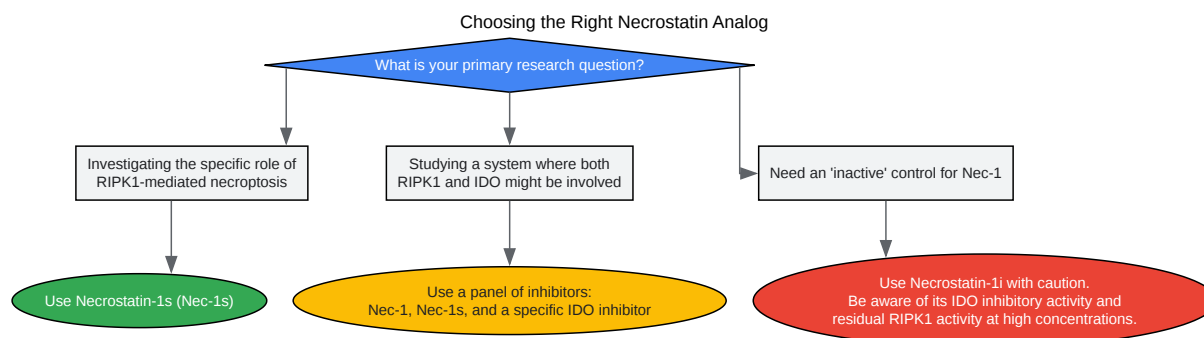 Choosing the Right Necrostatin Analog
What is your primary research question?
Investigating the specific role of
RIPK1-mediated necroptosis
Studying a system where both
RIPK1 and IDO might be involved
Need an 'inactive' control for Nec-1
Use Necrostatin-1s (Nec-1s)
Use a panel of inhibitors:
Nec-1, Nec-1s, and a specific IDO inhibitor
Use Necrostatin-1i with caution.
Be aware of its IDO inhibitory activity and
residual RIPK1 activity at high concentrations.